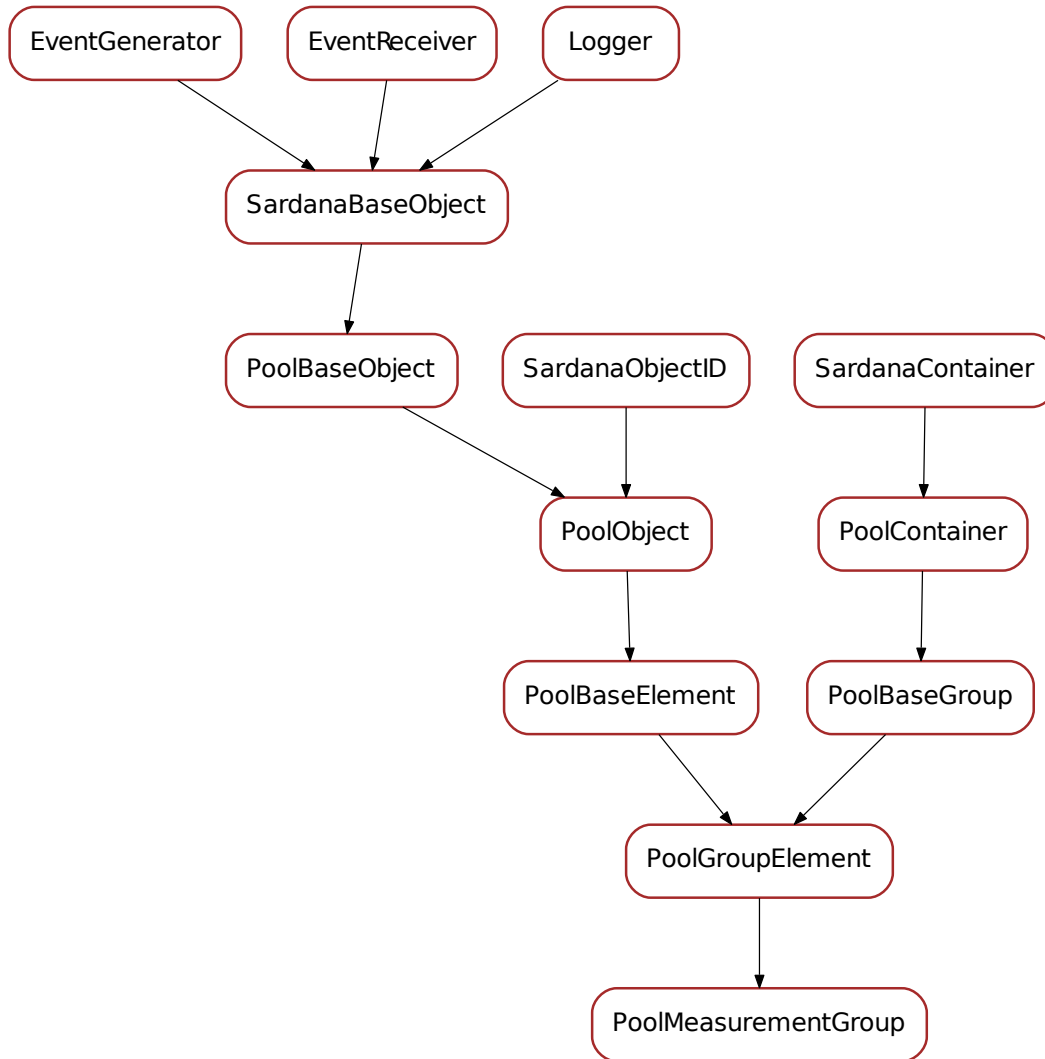 EventGenerator
EventReceiver
Logger
SardanaBaseObject
PoolBaseObject
SardanaObjectID
SardanaContainer
PoolObject
PoolContainer
PoolBaseElement
PoolBaseGroup
PoolGroupElement
PoolMeasurementGroup